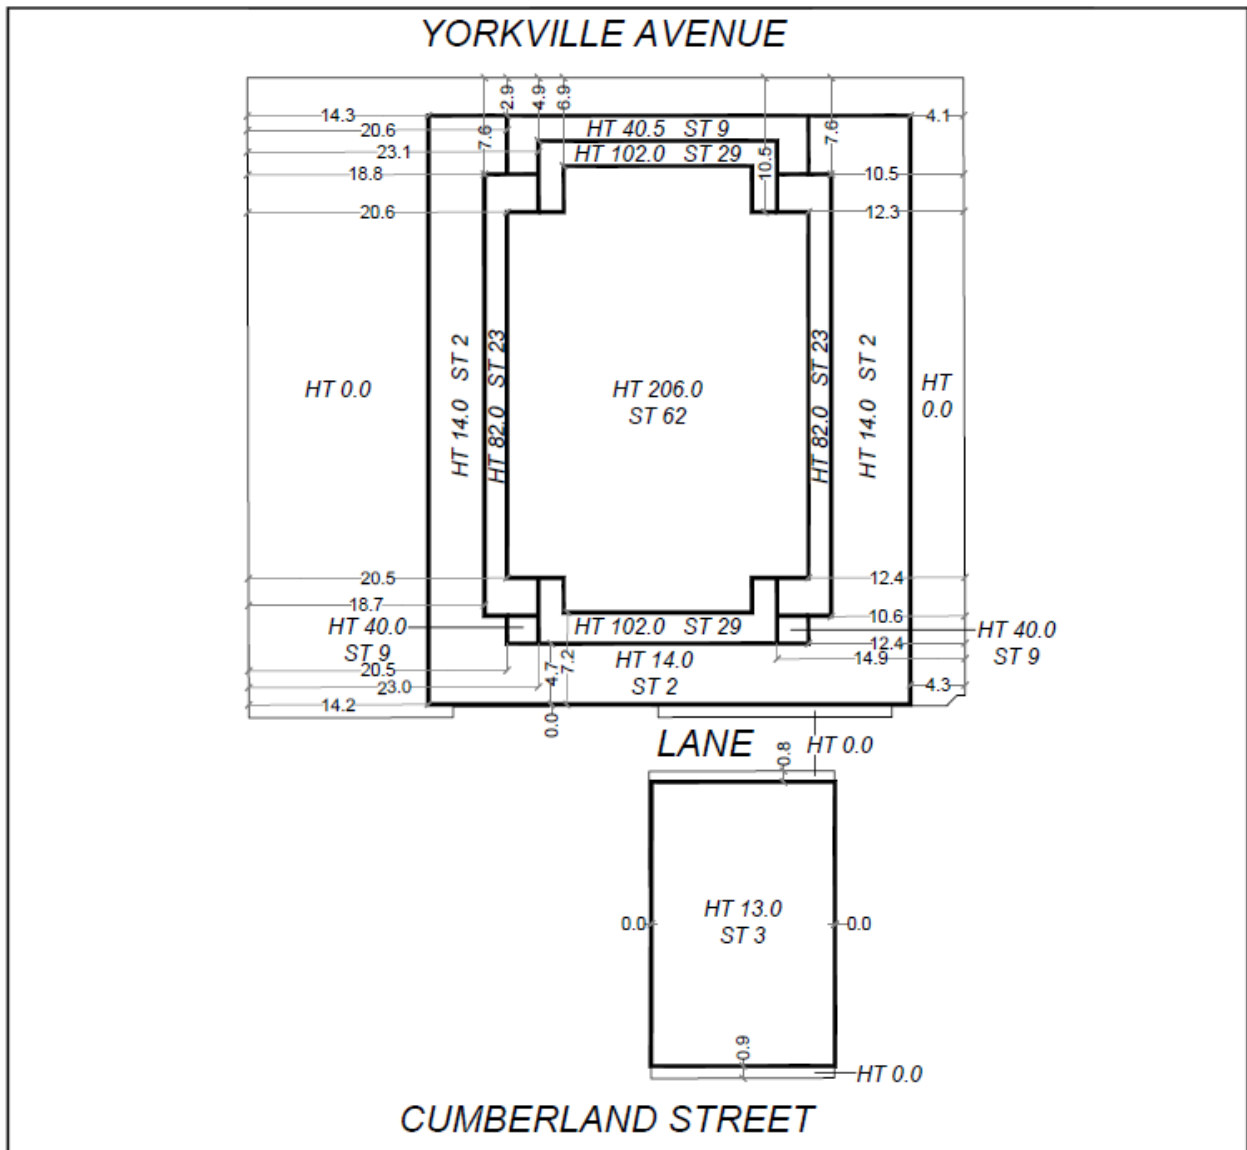 YORKVILLE AVENUE
2.9
4.9
6.9
14.3
4.1
20.6
7.6
HT 40.5 ST 9
7.6
23.1
HT 102.0 ST 29
10.5
18.8
10.5
20.6
12.3
HT 0.0
HT 14.0 ST 2
HT 82.0 ST 23
HT 206.0
ST 62
HT 82.0 ST 23
HT 14.0 ST 2
HT
0.0
20.5
12.4
18.7
10.6
HT 40.0
ST 9
HT 102.0 ST 29
HT 40.0
ST 9
12.4
20.5
4.7
7.2
HT 14.0
ST 2
14.9
23.0
4.3
14.2
0.0
LANE
0.8
HT 0.0
0.0
HT 13.0
ST 3
0.0
0.9
HT 0.0
CUMBERLAND STREET